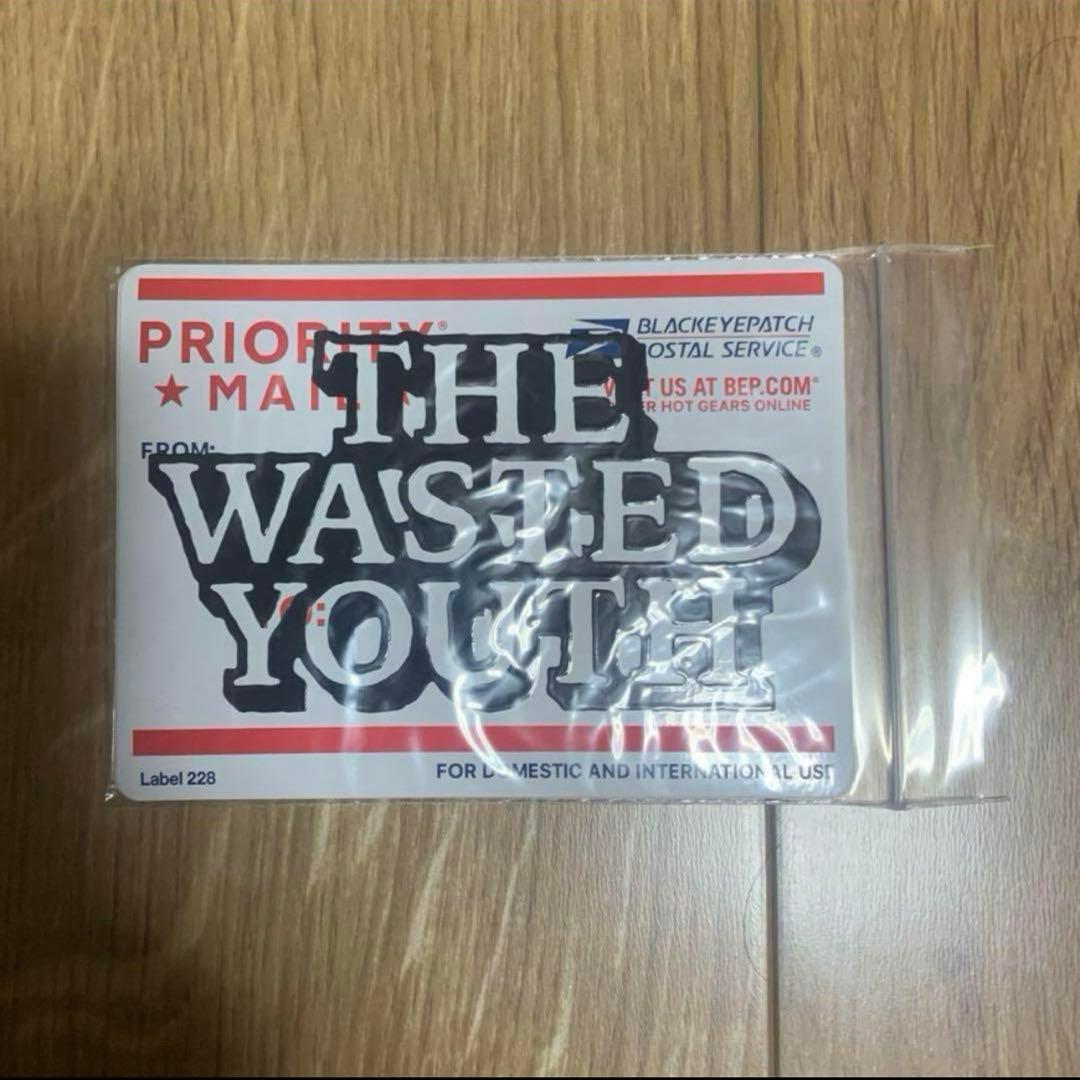 PRIORITY®
★ MAIL
BLACKEYEPATCH
POSTAL SERVICE®
US AT BEP.COM®
HOT GEARS ONLINE
FROM:
THE
WASTED
YOUTH
Label 228
FOR DOMESTIC AND INTERNATIONAL USE